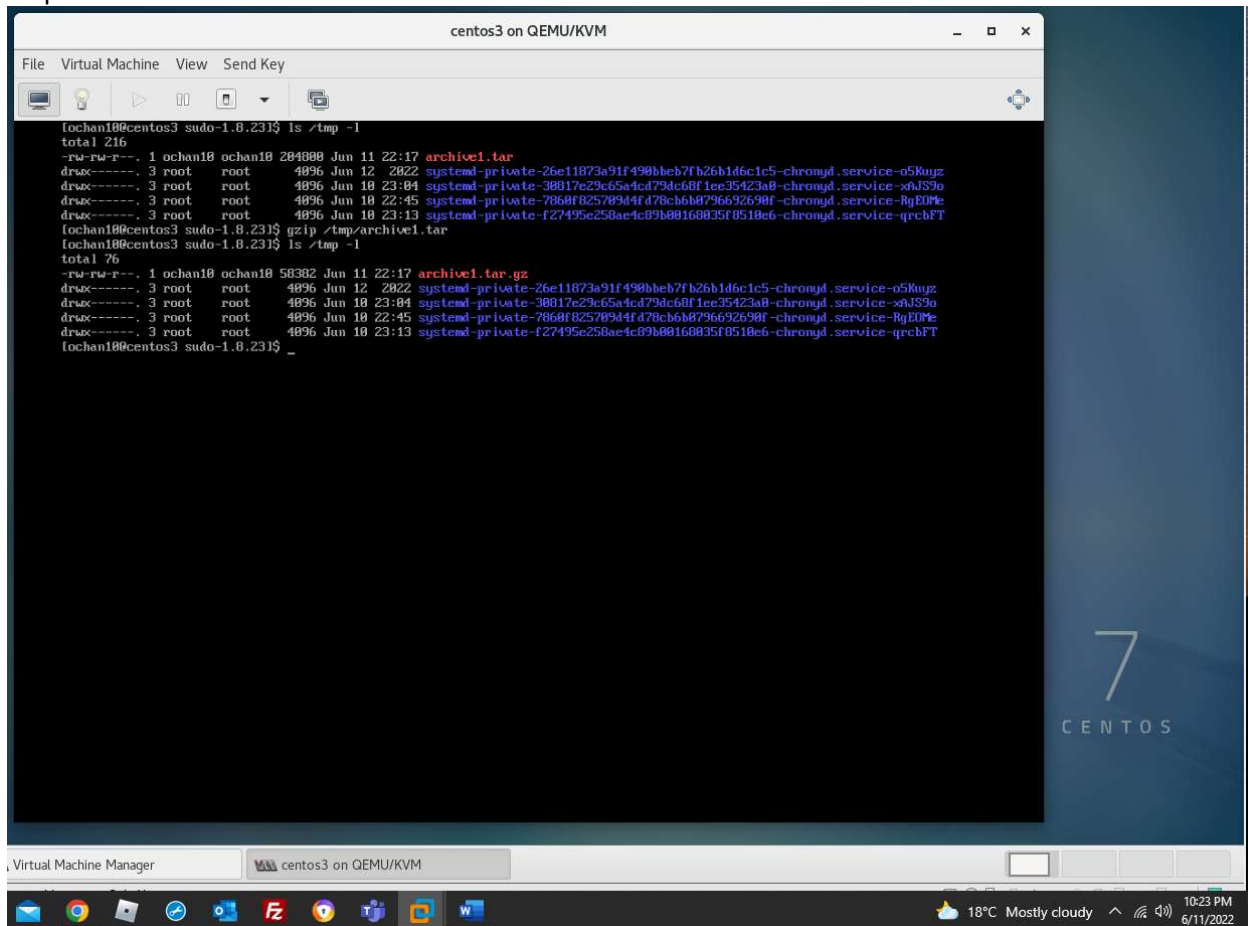 centos3 on QEMU/KVM
File Virtual Machine View Send Key
[ochan10@centos3 sudo-1.8.23]$ ls /tmp -l
total 216
-rw-rw-r--. 1 ochan10 ochan10 204800 Jun 11 22:17 archive1.tar
drwx------. 3 root root 4096 Jun 12 2022 systemd-private-26e11873a91f490bbeb7fb26b1d6c1c5-chronyd.service-o5Kuyz
drwx------. 3 root root 4096 Jun 10 23:04 systemd-private-30817e29c65a4cd79dc68f1ee35423a0-chronyd.service-xAJS9o
drwx------. 3 root root 4096 Jun 10 22:45 systemd-private-7860f825709d4fd78cb6b0796692690f-chronyd.service-RgEOMe
drwx------. 3 root root 4096 Jun 10 23:13 systemd-private-f27495e258ae4c89b00168035f8510e6-chronyd.service-qrcbFT
[ochan10@centos3 sudo-1.8.23]$ gzip /tmp/archive1.tar
[ochan10@centos3 sudo-1.8.23]$ ls /tmp -l
total 76
-rw-rw-r--. 1 ochan10 ochan10 58382 Jun 11 22:17 archive1.tar.gz
drwx------. 3 root root 4096 Jun 12 2022 systemd-private-26e11873a91f490bbeb7fb26b1d6c1c5-chronyd.service-o5Kuyz
drwx------. 3 root root 4096 Jun 10 23:04 systemd-private-30817e29c65a4cd79dc68f1ee35423a0-chronyd.service-xAJS9o
drwx------. 3 root root 4096 Jun 10 22:45 systemd-private-7860f825709d4fd78cb6b0796692690f-chronyd.service-RgEOMe
drwx------. 3 root root 4096 Jun 10 23:13 systemd-private-f27495e258ae4c89b00168035f8510e6-chronyd.service-qrcbFT
[ochan10@centos3 sudo-1.8.23]$ _
7
CENTOS
Virtual Machine Manager
centos3 on QEMU/KVM
18°C Mostly cloudy
10:23 PM
6/11/2022